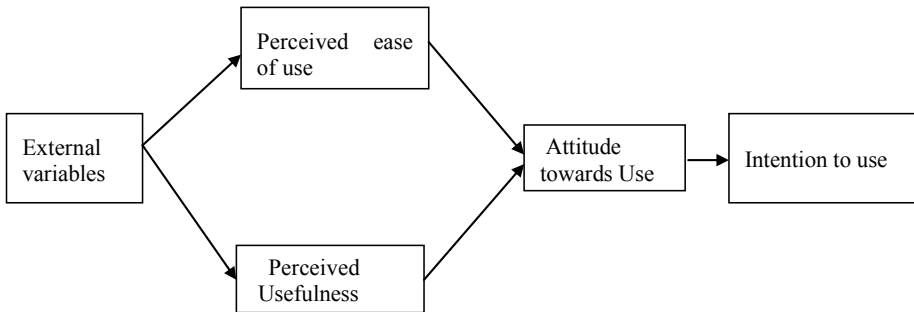 Perceived ease
of use
External
variables
Attitude
towards Use
Intention to use
Perceived
Usefulness